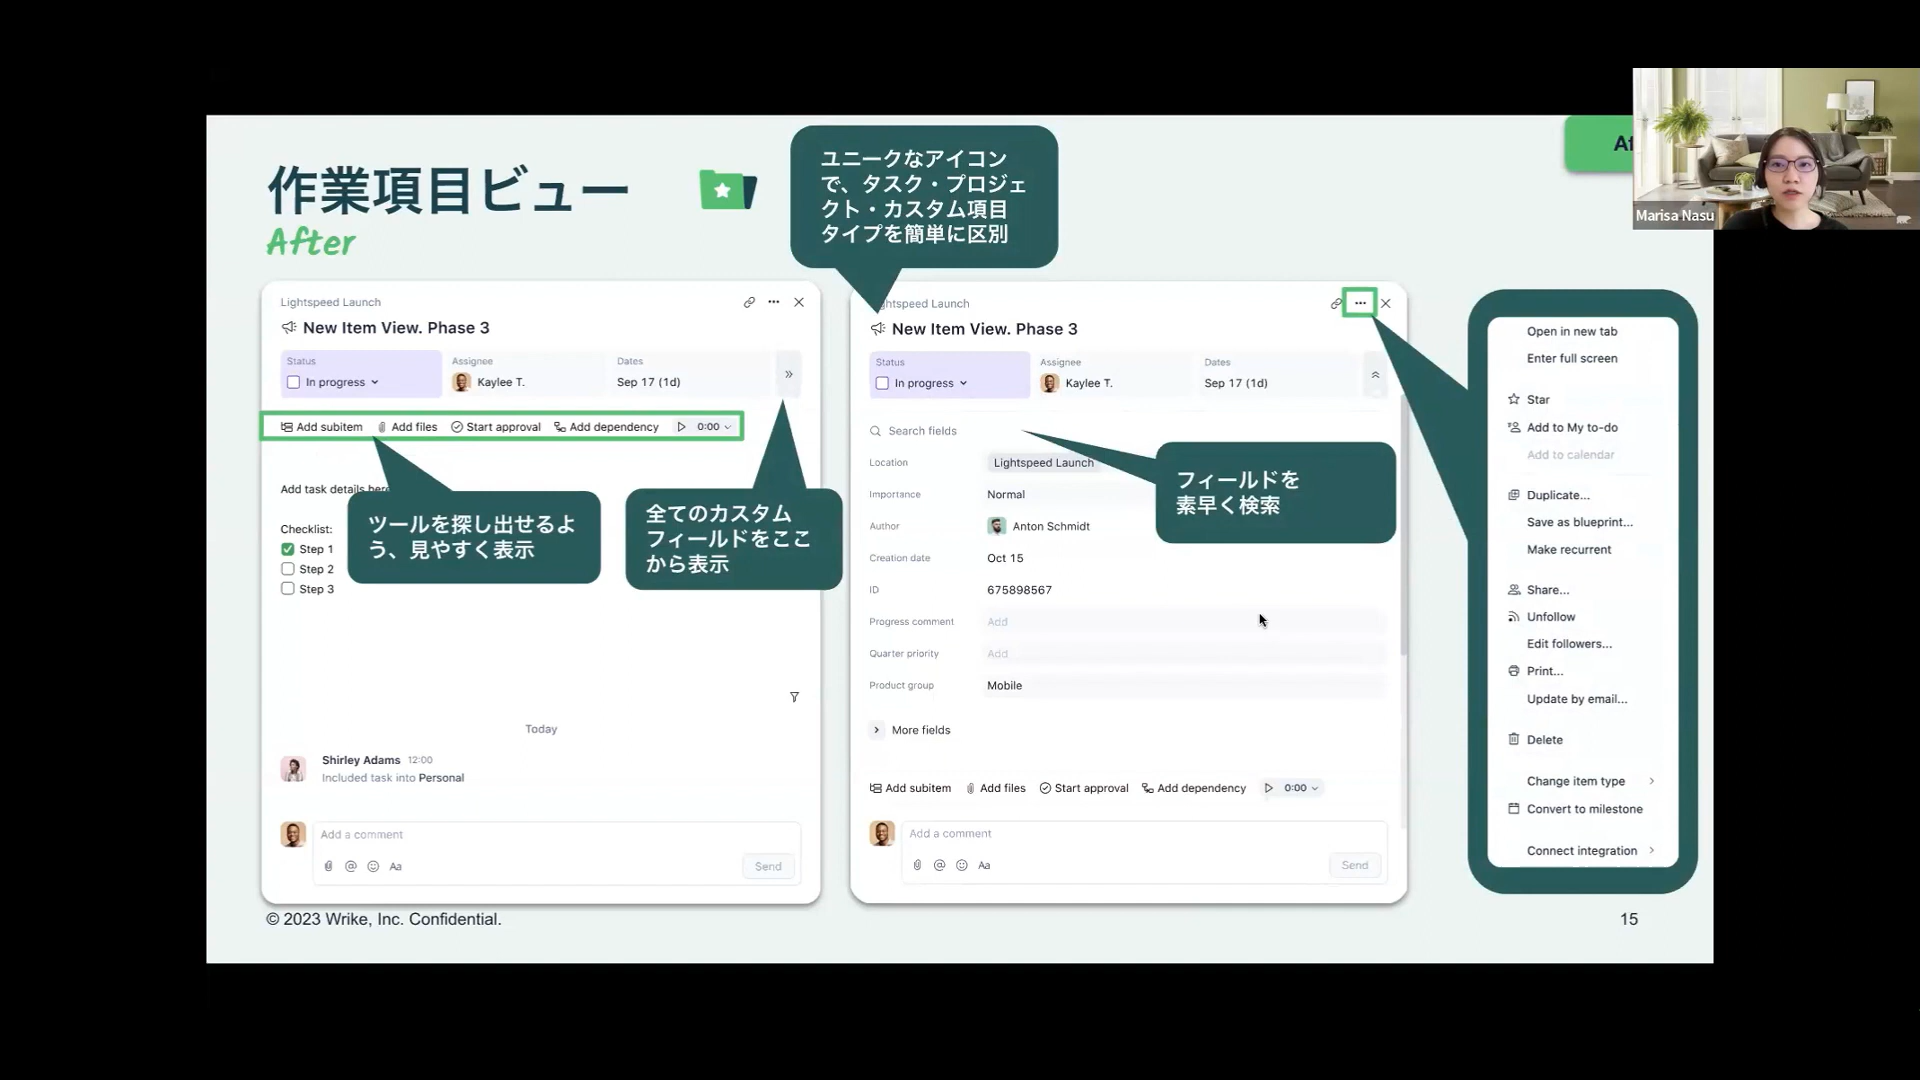 作業項目ビュー
After
ユニークなアイコン
で、タスク・プロジェ
クト・カスタム項目
タイプを簡単に区別
Marisa Nasu
Lightspeed Launch
New Item View. Phase 3
Status
Assignee
Dates
In progress
Kaylee T.
Sep 17 (1d)
Add subitem
Add files
Start approval
Add dependency
0:00
Add task details here
Checklist:
Step 1
Step 2
Step 3
ツールを探し出せるよ
う、見やすく表示
全てのカスタム
フィールドをここ
から表示
Today
Shirley Adams 12:00
Included task into Personal
Add a comment
Aa
Send
ghtspeed Launch
New Item View. Phase 3
Status
Assignee
Dates
In progress
Kaylee T.
Sep 17 (1d)
Search fields
フィールドを
素早く検索
Location
Lightspeed Launch
Importance
Normal
Author
Anton Schmidt
Creation date
Oct 15
ID
675898567
Progress comment
Add
Quarter priority
Add
Product group
Mobile
More fields
Add subitem
Add files
Start approval
Add dependency
0:00
Add a comment
Aa
Send
Open in new tab
Enter full screen
Star
Add to My to-do
Add to calendar
Duplicate...
Save as blueprint...
Make recurrent
Share...
Unfollow
Edit followers...
Print...
Update by email...
Delete
Change item type
Convert to milestone
Connect integration
© 2023 Wrike, Inc. Confidential.
15